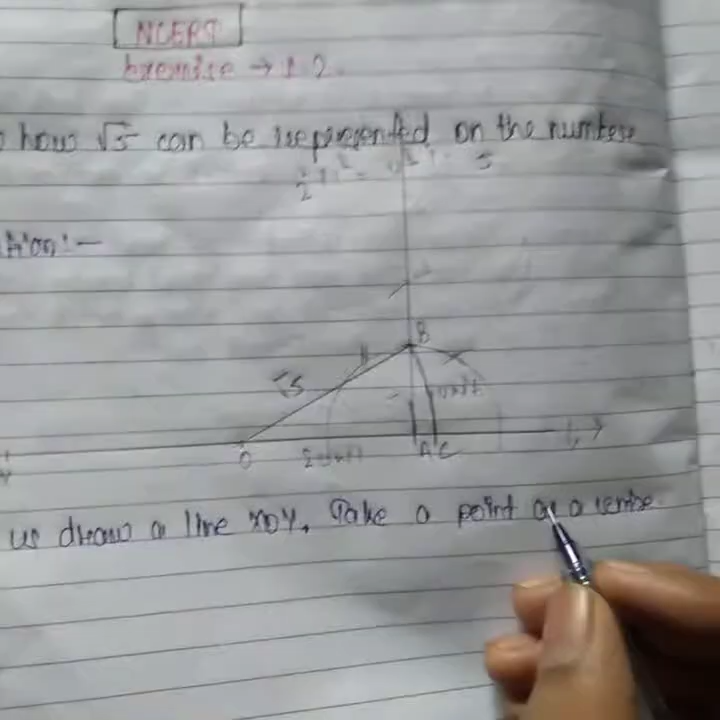 NCERT
Exercise → 1.2.
how √5 can be represented on the number
tion:—
B
√5
unit
O 2 unit A C
us draw a line XOY. Take a point as a centre